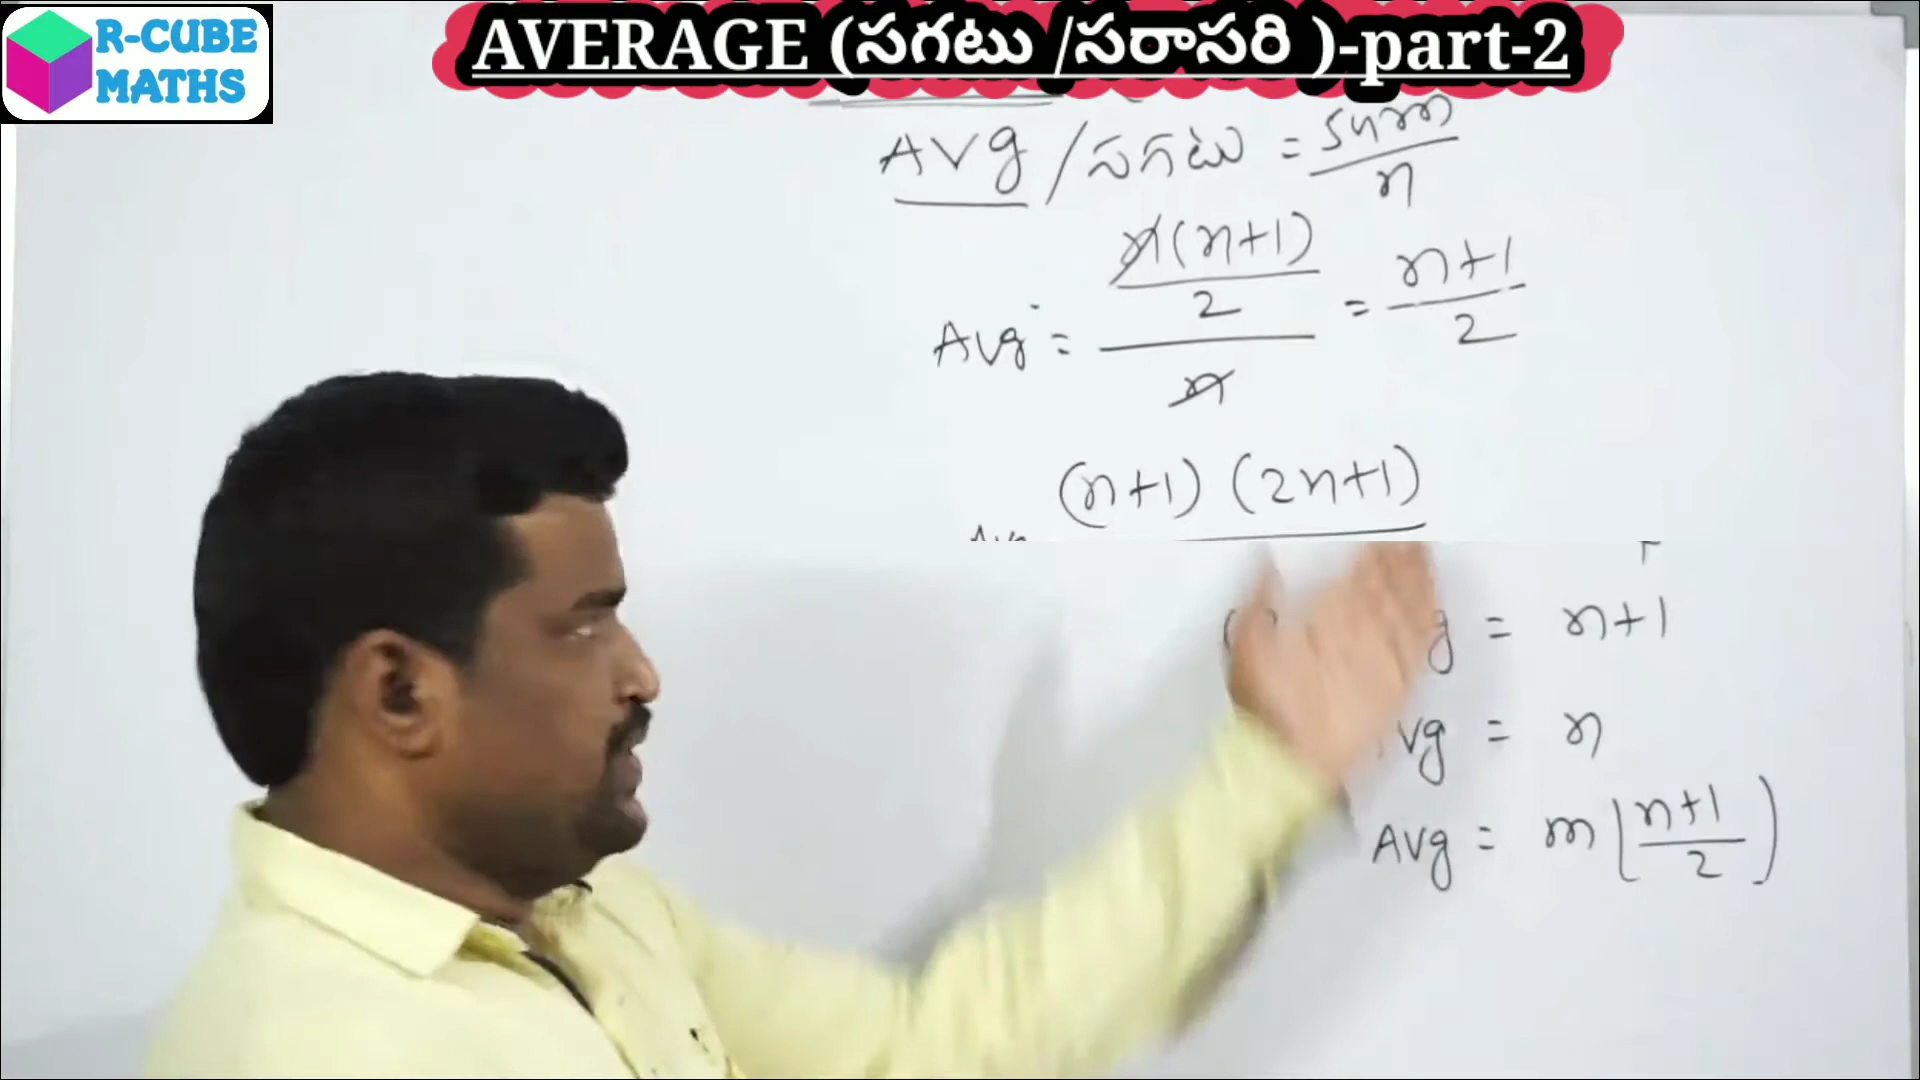 R-CUBE
MATHS
AVERAGE (సగటు /సరాసరి )-part-2
AVg / సగటు = sum/n
Avg = (n(n+1)/2)/n = n+1/2
(n+1) (2n+1)
= n+1
Vg = n
AVg = m(n+1/2)